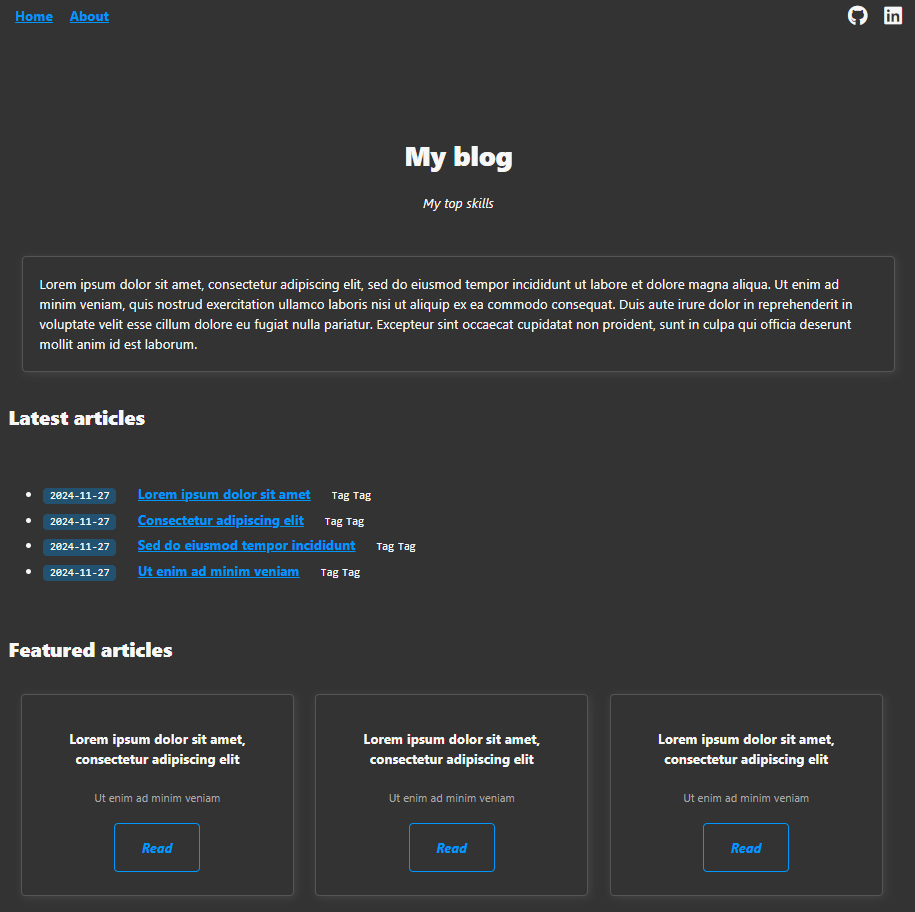 Home About
My blog
My top skills
Lorem ipsum dolor sit amet, consectetur adipiscing elit, sed do eiusmod tempor incididunt ut labore et dolore magna aliqua. Ut enim ad
minim veniam, quis nostrud exercitation ullamco laboris nisi ut aliquip ex ea commodo consequat. Duis aute irure dolor in reprehenderit in
voluptate velit esse cillum dolore eu fugiat nulla pariatur. Excepteur sint occaecat cupidatat non proident, sunt in culpa qui officia deserunt
mollit anim id est laborum.
Latest articles
2024-11-27 Lorem ipsum dolor sit amet Tag Tag
2024-11-27 Consectetur adipiscing elit Tag Tag
2024-11-27 Sed do eiusmod tempor incididunt Tag Tag
2024-11-27 Ut enim ad minim veniam Tag Tag
Featured articles
Lorem ipsum dolor sit amet,
consectetur adipiscing elit
Ut enim ad minim veniam
Read
Lorem ipsum dolor sit amet,
consectetur adipiscing elit
Ut enim ad minim veniam
Read
Lorem ipsum dolor sit amet,
consectetur adipiscing elit
Ut enim ad minim veniam
Read